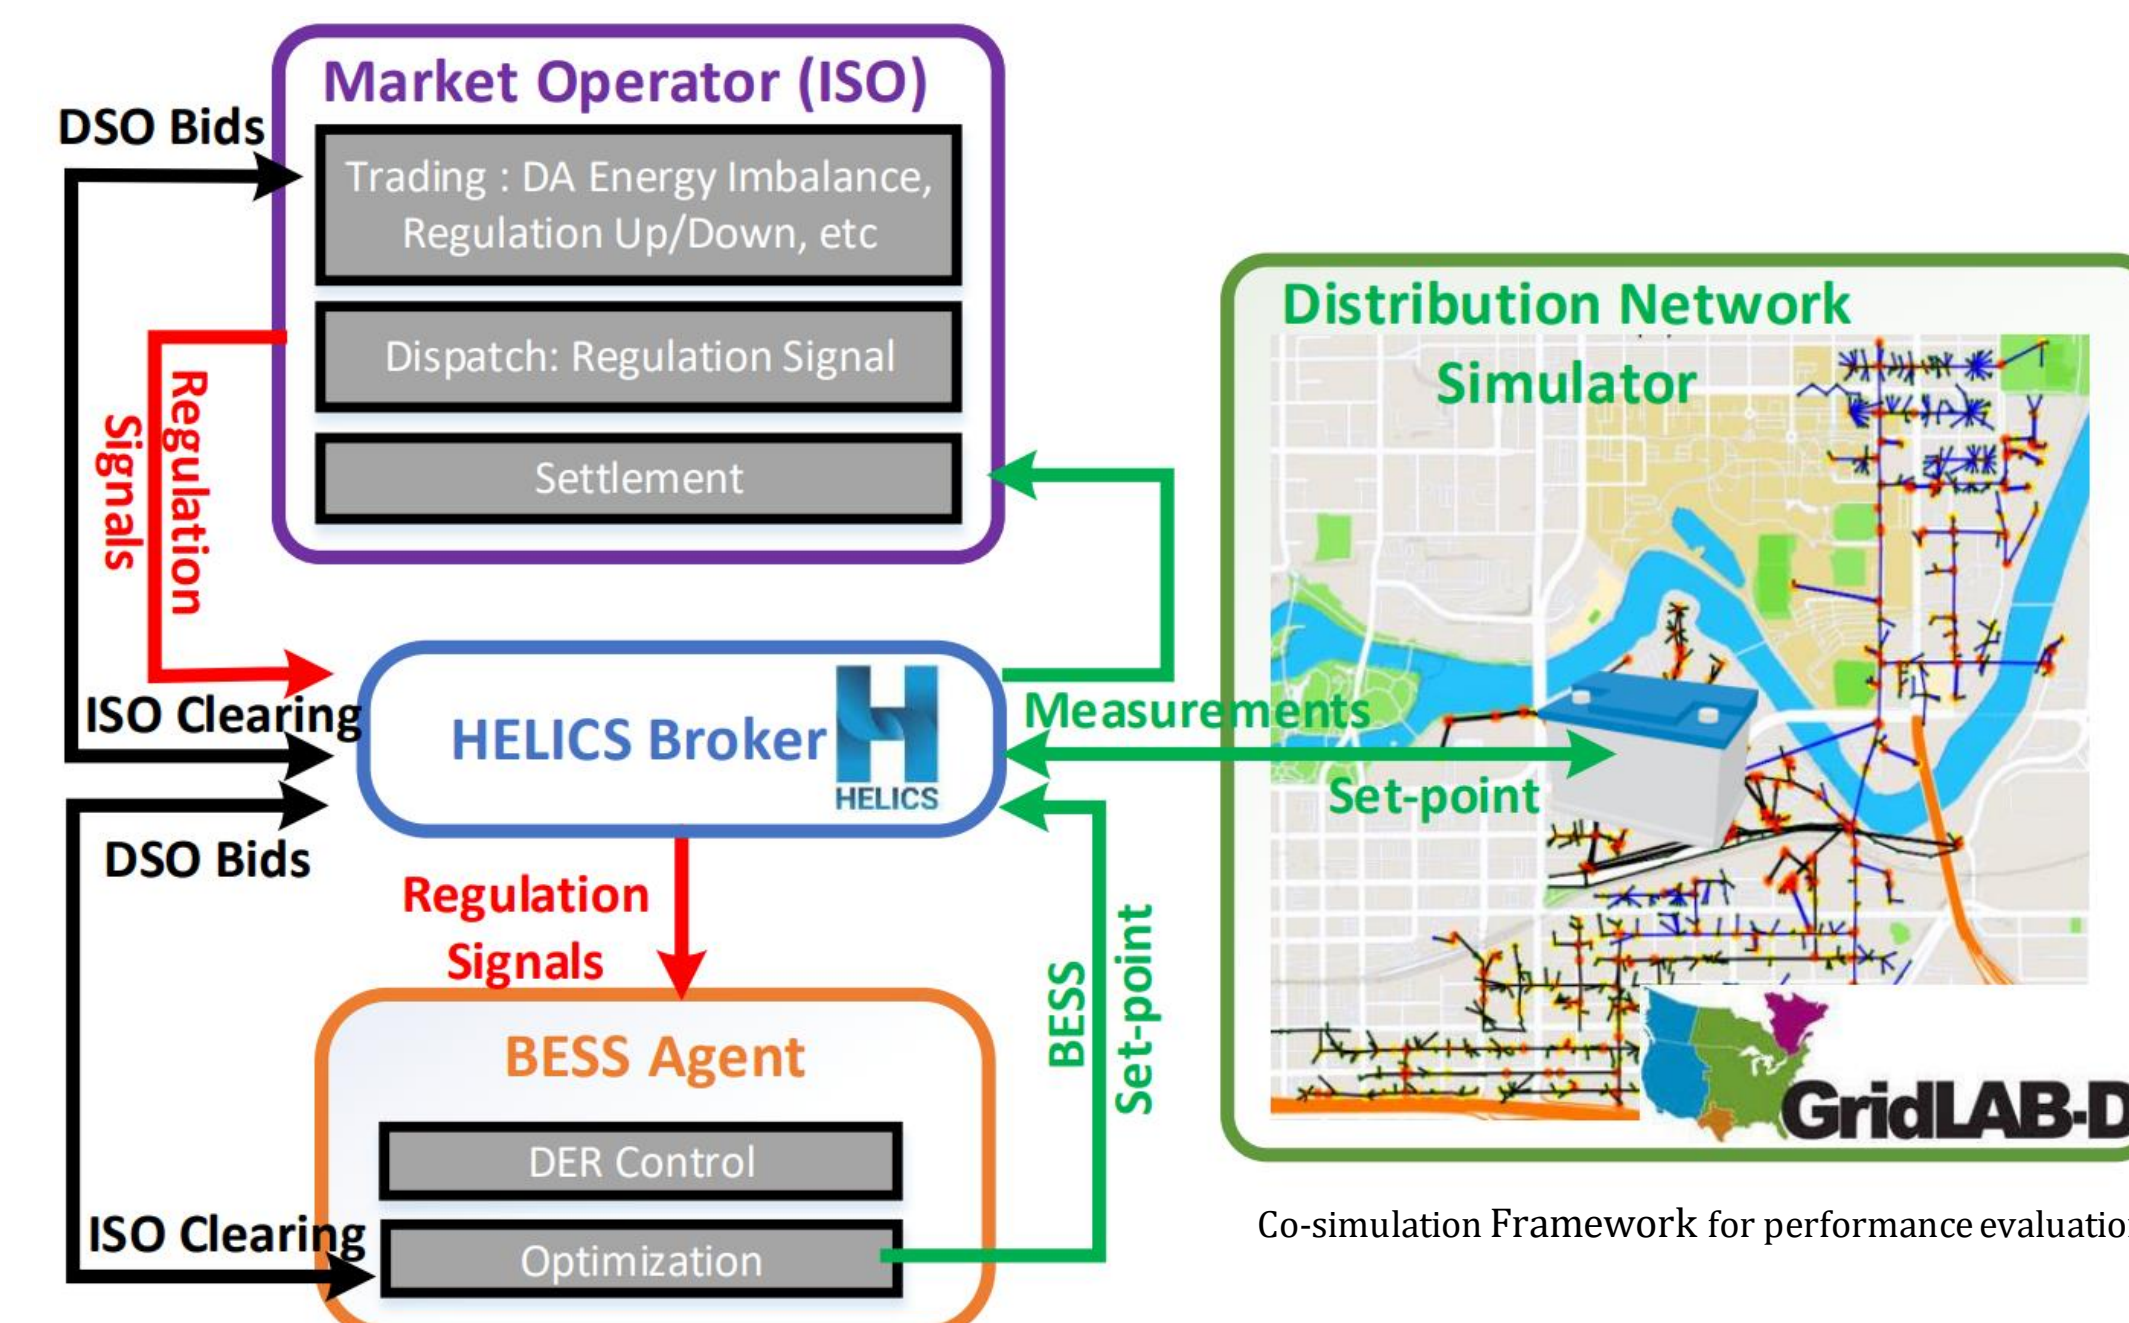 Market Operator (ISO)
DSO Bids
Trading : DA Energy Imbalance,
Regulation Up/Down, etc
Dispatch: Regulation Signal
Settlement
Regulation
Signals
ISO Clearing
HELICS Broker
HELICS
DSO Bids
Regulation
Signals
BESS Agent
DER Control
ISO Clearing
Optimization
BESS
Set-point
Measurements
Set-point
Distribution Network
Simulator
GridLAB-D
Co-simulation Framework for performance evaluation